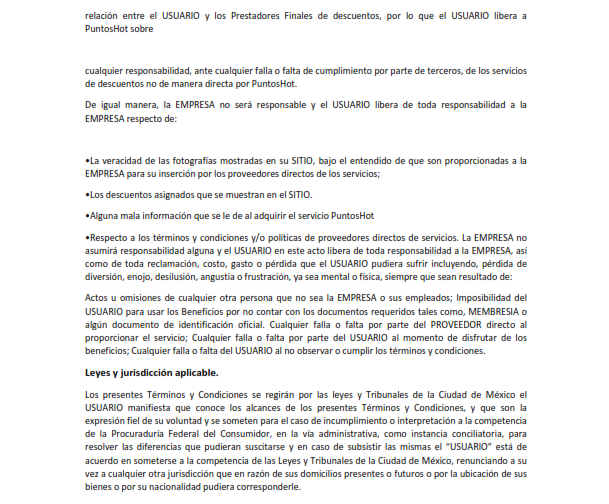 relación entre el USUARIO y los Prestadores Finales de descuentos, por lo que el USUARIO libera a
PuntosHot sobre
cualquier responsabilidad, ante cualquier falla o falta de cumplimiento por parte de terceros, de los servicios
de descuentos no de manera directa por PuntosHot.
De igual manera, la EMPRESA no será responsable y el USUARIO libera de toda responsabilidad a la
EMPRESA respecto de:
•La veracidad de las fotografías mostradas en su SITIO, bajo el entendido de que son proporcionadas a la
EMPRESA para su inserción por los proveedores directos de los servicios;
•Los descuentos asignados que se muestran en el SITIO.
•Alguna mala información que se le de al adquirir el servicio PuntosHot
•Respecto a los términos y condiciones y/o políticas de proveedores directos de servicios. La EMPRESA no
asumirá responsabilidad alguna y el USUARIO en este acto libera de toda responsabilidad a la EMPRESA, así
como de toda reclamación, costo, gasto o pérdida que el USUARIO pudiera sufrir incluyendo, pérdida de
diversión, enojo, desilusión, angustia o frustración, ya sea mental o física, siempre que sean resultado de:
Actos u omisiones de cualquier otra persona que no sea la EMPRESA o sus empleados; Imposibilidad del
USUARIO para usar los Beneficios por no contar con los documentos requeridos tales como, MEMBRESIA o
algún documento de identificación oficial. Cualquier falla o falta por parte del PROVEEDOR directo al
proporcionar el servicio; Cualquier falla o falta por parte del USUARIO al momento de disfrutar de los
beneficios; Cualquier falla o falta del USUARIO al no observar o cumplir los términos y condiciones.
Leyes y jurisdicción aplicable.
Los presentes Términos y Condiciones se regirán por las leyes y Tribunales de la Ciudad de México el
USUARIO manifiesta que conoce los alcances de los presentes Términos y Condiciones, y que son la
expresión fiel de su voluntad y se someten para el caso de incumplimiento o interpretación a la competencia
de la Procuraduría Federal del Consumidor, en la vía administrativa, como instancia conciliatoria, para
resolver las diferencias que pudieran suscitarse y en caso de subsistir las mismas el “USUARIO” está de
acuerdo en someterse a la competencia de las Leyes y Tribunales de la Ciudad de México, renunciando a su
vez a cualquier otra jurisdicción que en razón de sus domicilios presentes o futuros o por la ubicación de sus
bienes o por su nacionalidad pudiera corresponderle.